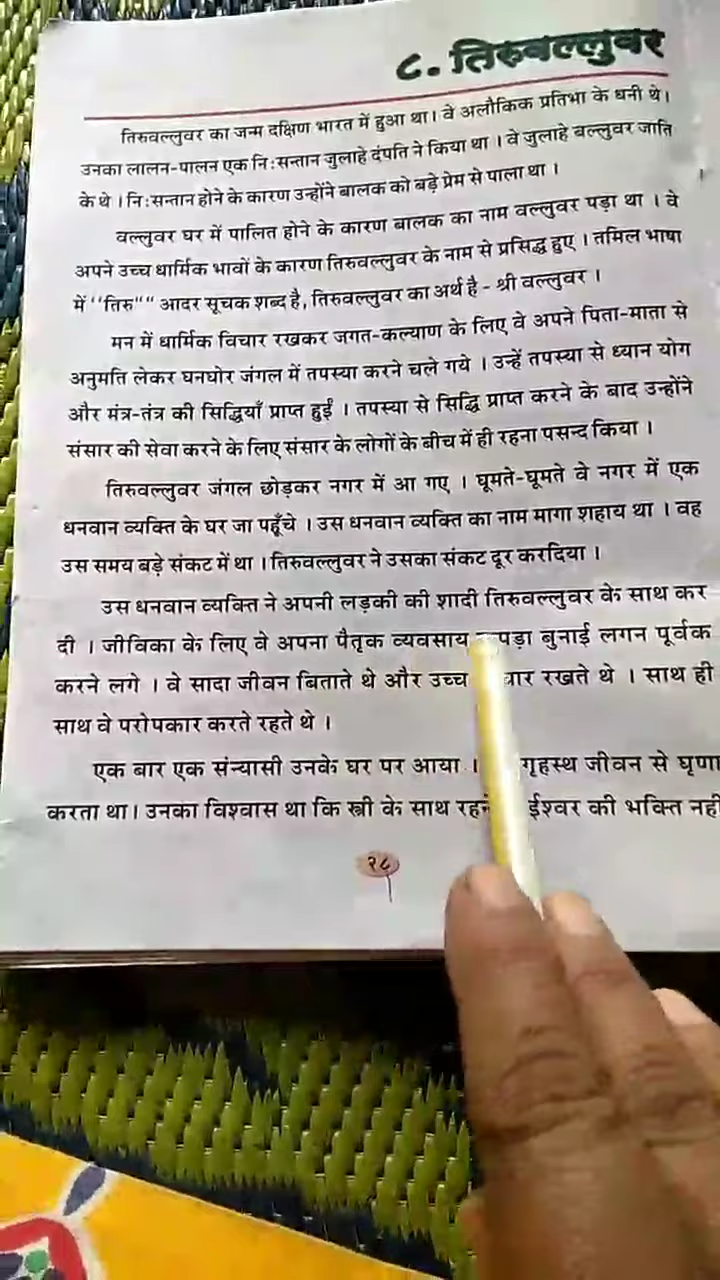 ८. तिरुवल्लुवर
तिरुवल्लुवर का जन्म दक्षिण भारत में हुआ था। वे अलौकिक प्रतिभा के धनी थे।
उनका लालन-पालन एक नि:सन्तान जुलाहे दंपति ने किया था । वे जुलाहे बल्लुवर जाति
के थे । नि:सन्तान होने के कारण उन्होंने बालक को बड़े प्रेम से पाला था ।
वल्लुवर घर में पालित होने के कारण बालक का नाम वल्लुवर पड़ा था । वे
अपने उच्च धार्मिक भावों के कारण तिरुवल्लुवर के नाम से प्रसिद्ध हुए । तमिल भाषा
में ''तिरु"" आदर सूचक शब्द है, तिरुवल्लुवर का अर्थ है - श्री वल्लुवर ।
मन में धार्मिक विचार रखकर जगत-कल्याण के लिए वे अपने पिता-माता से
अनुमति लेकर घनघोर जंगल में तपस्या करने चले गये । उन्हें तपस्या से ध्यान योग
और मंत्र-तंत्र की सिद्धियाँ प्राप्त हुईं । तपस्या से सिद्धि प्राप्त करने के बाद उन्होंने
संसार की सेवा करने के लिए संसार के लोगों के बीच में ही रहना पसन्द किया ।
तिरुवल्लुवर जंगल छोड़कर नगर में आ गए । घूमते-घूमते वे नगर में एक
धनवान व्यक्ति के घर जा पहूँचे । उस धनवान व्यक्ति का नाम मागा शहाय था । वह
उस समय बड़े संकट में था । तिरुवल्लुवर ने उसका संकट दूर करदिया ।
उस धनवान व्यक्ति ने अपनी लड़की की शादी तिरुवल्लुवर के साथ कर
दी । जीविका के लिए वे अपना पैतृक व्यवसाय बुनाई लगन पूर्वक
करने लगे । वे सादा जीवन बिताते थे और उच्च रखते थे । साथ ही
साथ वे परोपकार करते रहते थे ।
एक बार एक संन्यासी उनके घर पर आया । गृहस्थ जीवन से घृणा
करता था। उनका विश्वास था कि स्त्री के साथ ईश्वर की भक्ति नहीं
२८